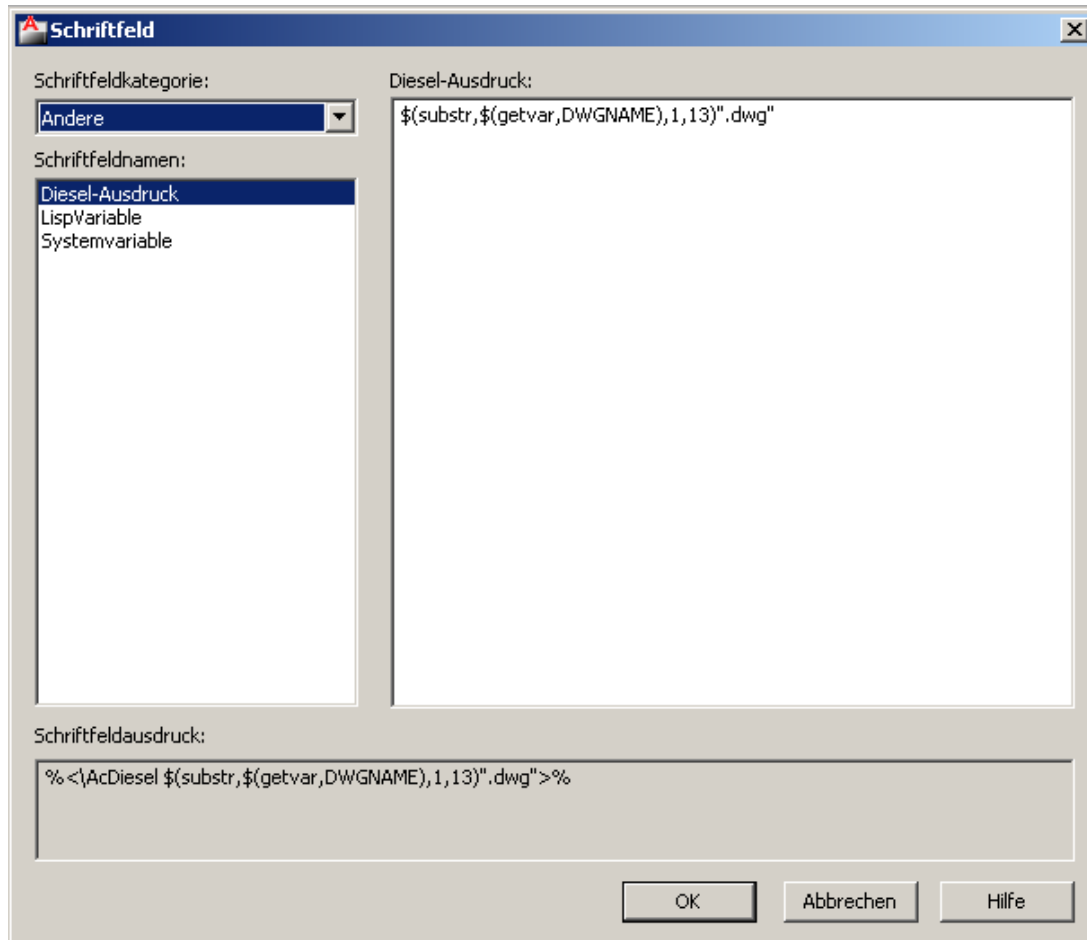 Schriftfeld
Schriftfeldkategorie:
Andere
Schriftfeldnamen:
Diesel-Ausdruck
LispVariable
Systemvariable
Diesel-Ausdruck:
$(substr,$(getvar,DWGNAME),1,13)".dwg"
Schriftfeldausdruck:
%<\AcDiesel $(substr,$(getvar,DWGNAME),1,13)".dwg">%
OK
Abbrechen
Hilfe